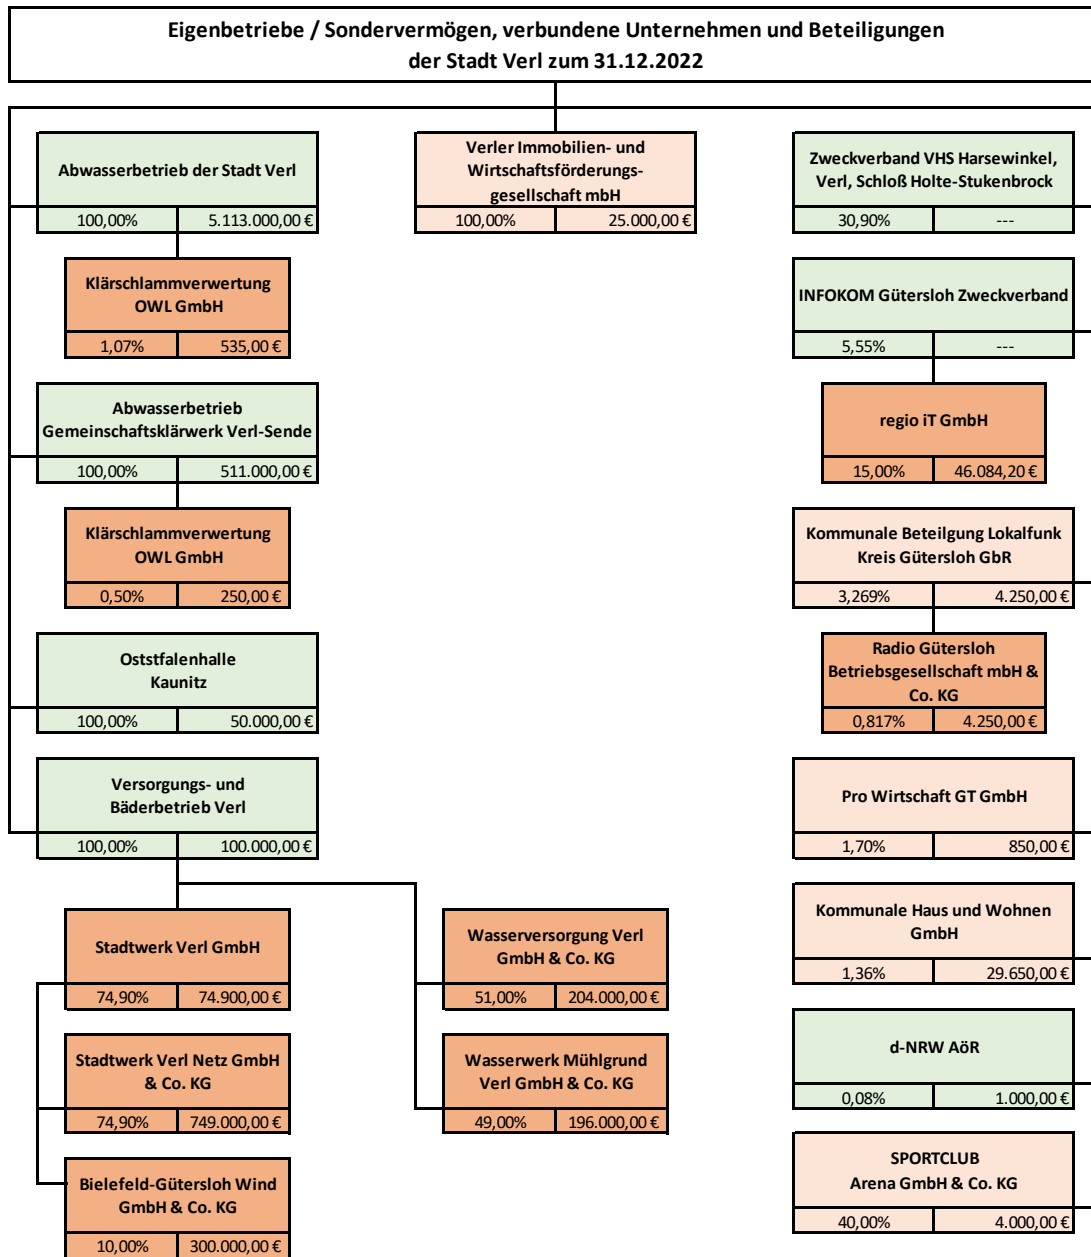 Eigenbetriebe / Sondervermögen, verbundene Unternehmen und Beteiligungen
der Stadt Verl zum 31.12.2022
Abwasserbetrieb der Stadt Verl
100,00% 5.113.000,00 €
Klärschlammverwertung
OWL GmbH
1,07% 535,00 €
Abwasserbetrieb
Gemeinschaftsklärwerk Verl-Sende
100,00% 511.000,00 €
Klärschlammverwertung
OWL GmbH
0,50% 250,00 €
Oststfalenhalle
Kaunitz
100,00% 50.000,00 €
Versorgungs- und
Bäderbetrieb Verl
100,00% 100.000,00 €
Stadtwerk Verl GmbH
74,90% 74.900,00 €
Stadtwerk Verl Netz GmbH
& Co. KG
74,90% 749.000,00 €
Bielefeld-Gütersloh Wind
GmbH & Co. KG
10,00% 300.000,00 €
Verler Immobilien- und
Wirtschaftsförderungs-
gesellschaft mbH
100,00% 25.000,00 €
Wasserversorgung Verl
GmbH & Co. KG
51,00% 204.000,00 €
Wasserwerk Mühlgrund
Verl GmbH & Co. KG
49,00% 196.000,00 €
Zweckverband VHS Harsewinkel,
Verl, Schloß Holte-Stukenbrock
30,90% ---
INFOKOM Gütersloh Zweckverband
5,55% ---
regio iT GmbH
15,00% 46.084,20 €
Kommunale Beteilgung Lokalfunk
Kreis Gütersloh GbR
3,269% 4.250,00 €
Radio Gütersloh
Betriebsgesellschaft mbH &
Co. KG
0,817% 4.250,00 €
Pro Wirtschaft GT GmbH
1,70% 850,00 €
Kommunale Haus und Wohnen
GmbH
1,36% 29.650,00 €
d-NRW AöR
0,08% 1.000,00 €
SPORTCLUB
Arena GmbH & Co. KG
40,00% 4.000,00 €